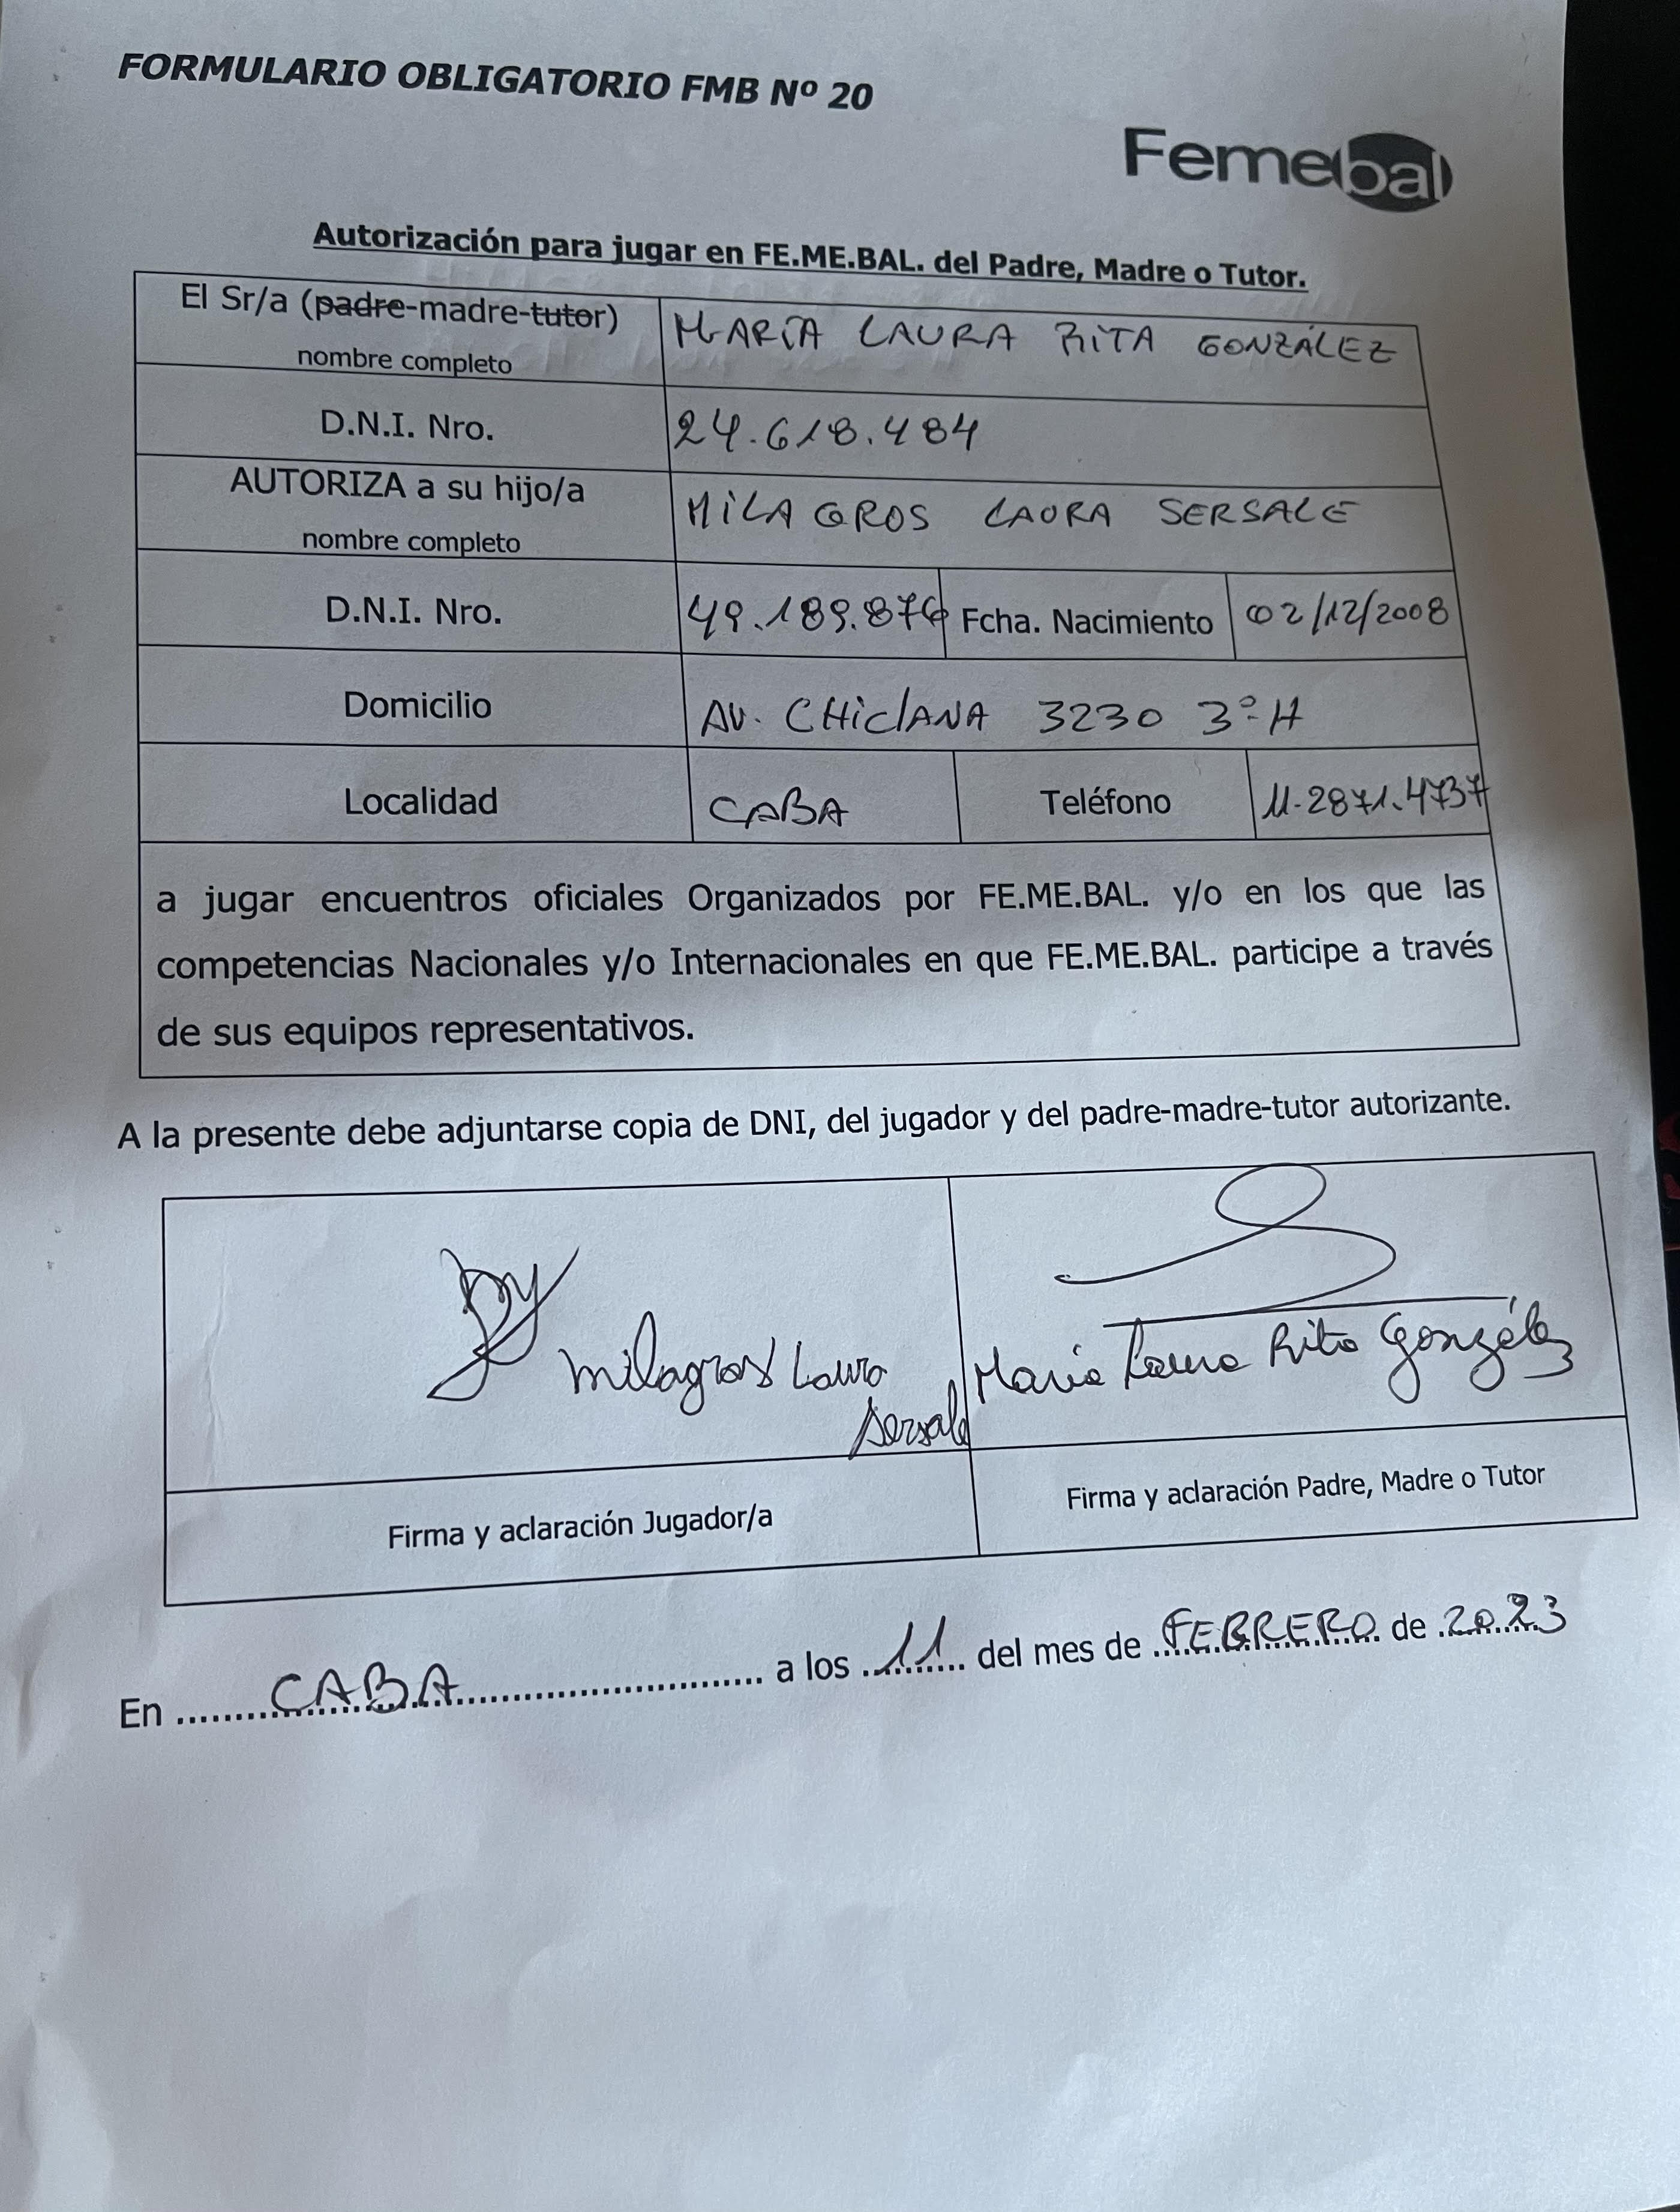 FORMULARIO OBLIGATORIO FMB Nº 20
Femebal
Autorización para jugar en FE.ME.BAL. del Padre, Madre o Tutor.
El Sr/a (padre-madre-tutor) MARÍA LAURA RITA GONZÁLEZ
nombre completo
D.N.I. Nro. 24.618.484
AUTORIZA a su hijo/a MILAGROS LAURA SERSALE
nombre completo
D.N.I. Nro. 49.189.876 Fcha. Nacimiento 02/12/2008
Domicilio AV. CHICLANA 3230 3º H
Localidad CABA Teléfono 11-2871.4737
a jugar encuentros oficiales Organizados por FE.ME.BAL. y/o en los que las
competencias Nacionales y/o Internacionales en que FE.ME.BAL. participe a través
de sus equipos representativos.
A la presente debe adjuntarse copia de DNI, del jugador y del padre-madre-tutor autorizante.
Milagros Laura
Sersale
María Laura Rita González
Firma y aclaración Jugador/a
Firma y aclaración Padre, Madre o Tutor
En CABA a los 11 del mes de FEBRERO de 2023